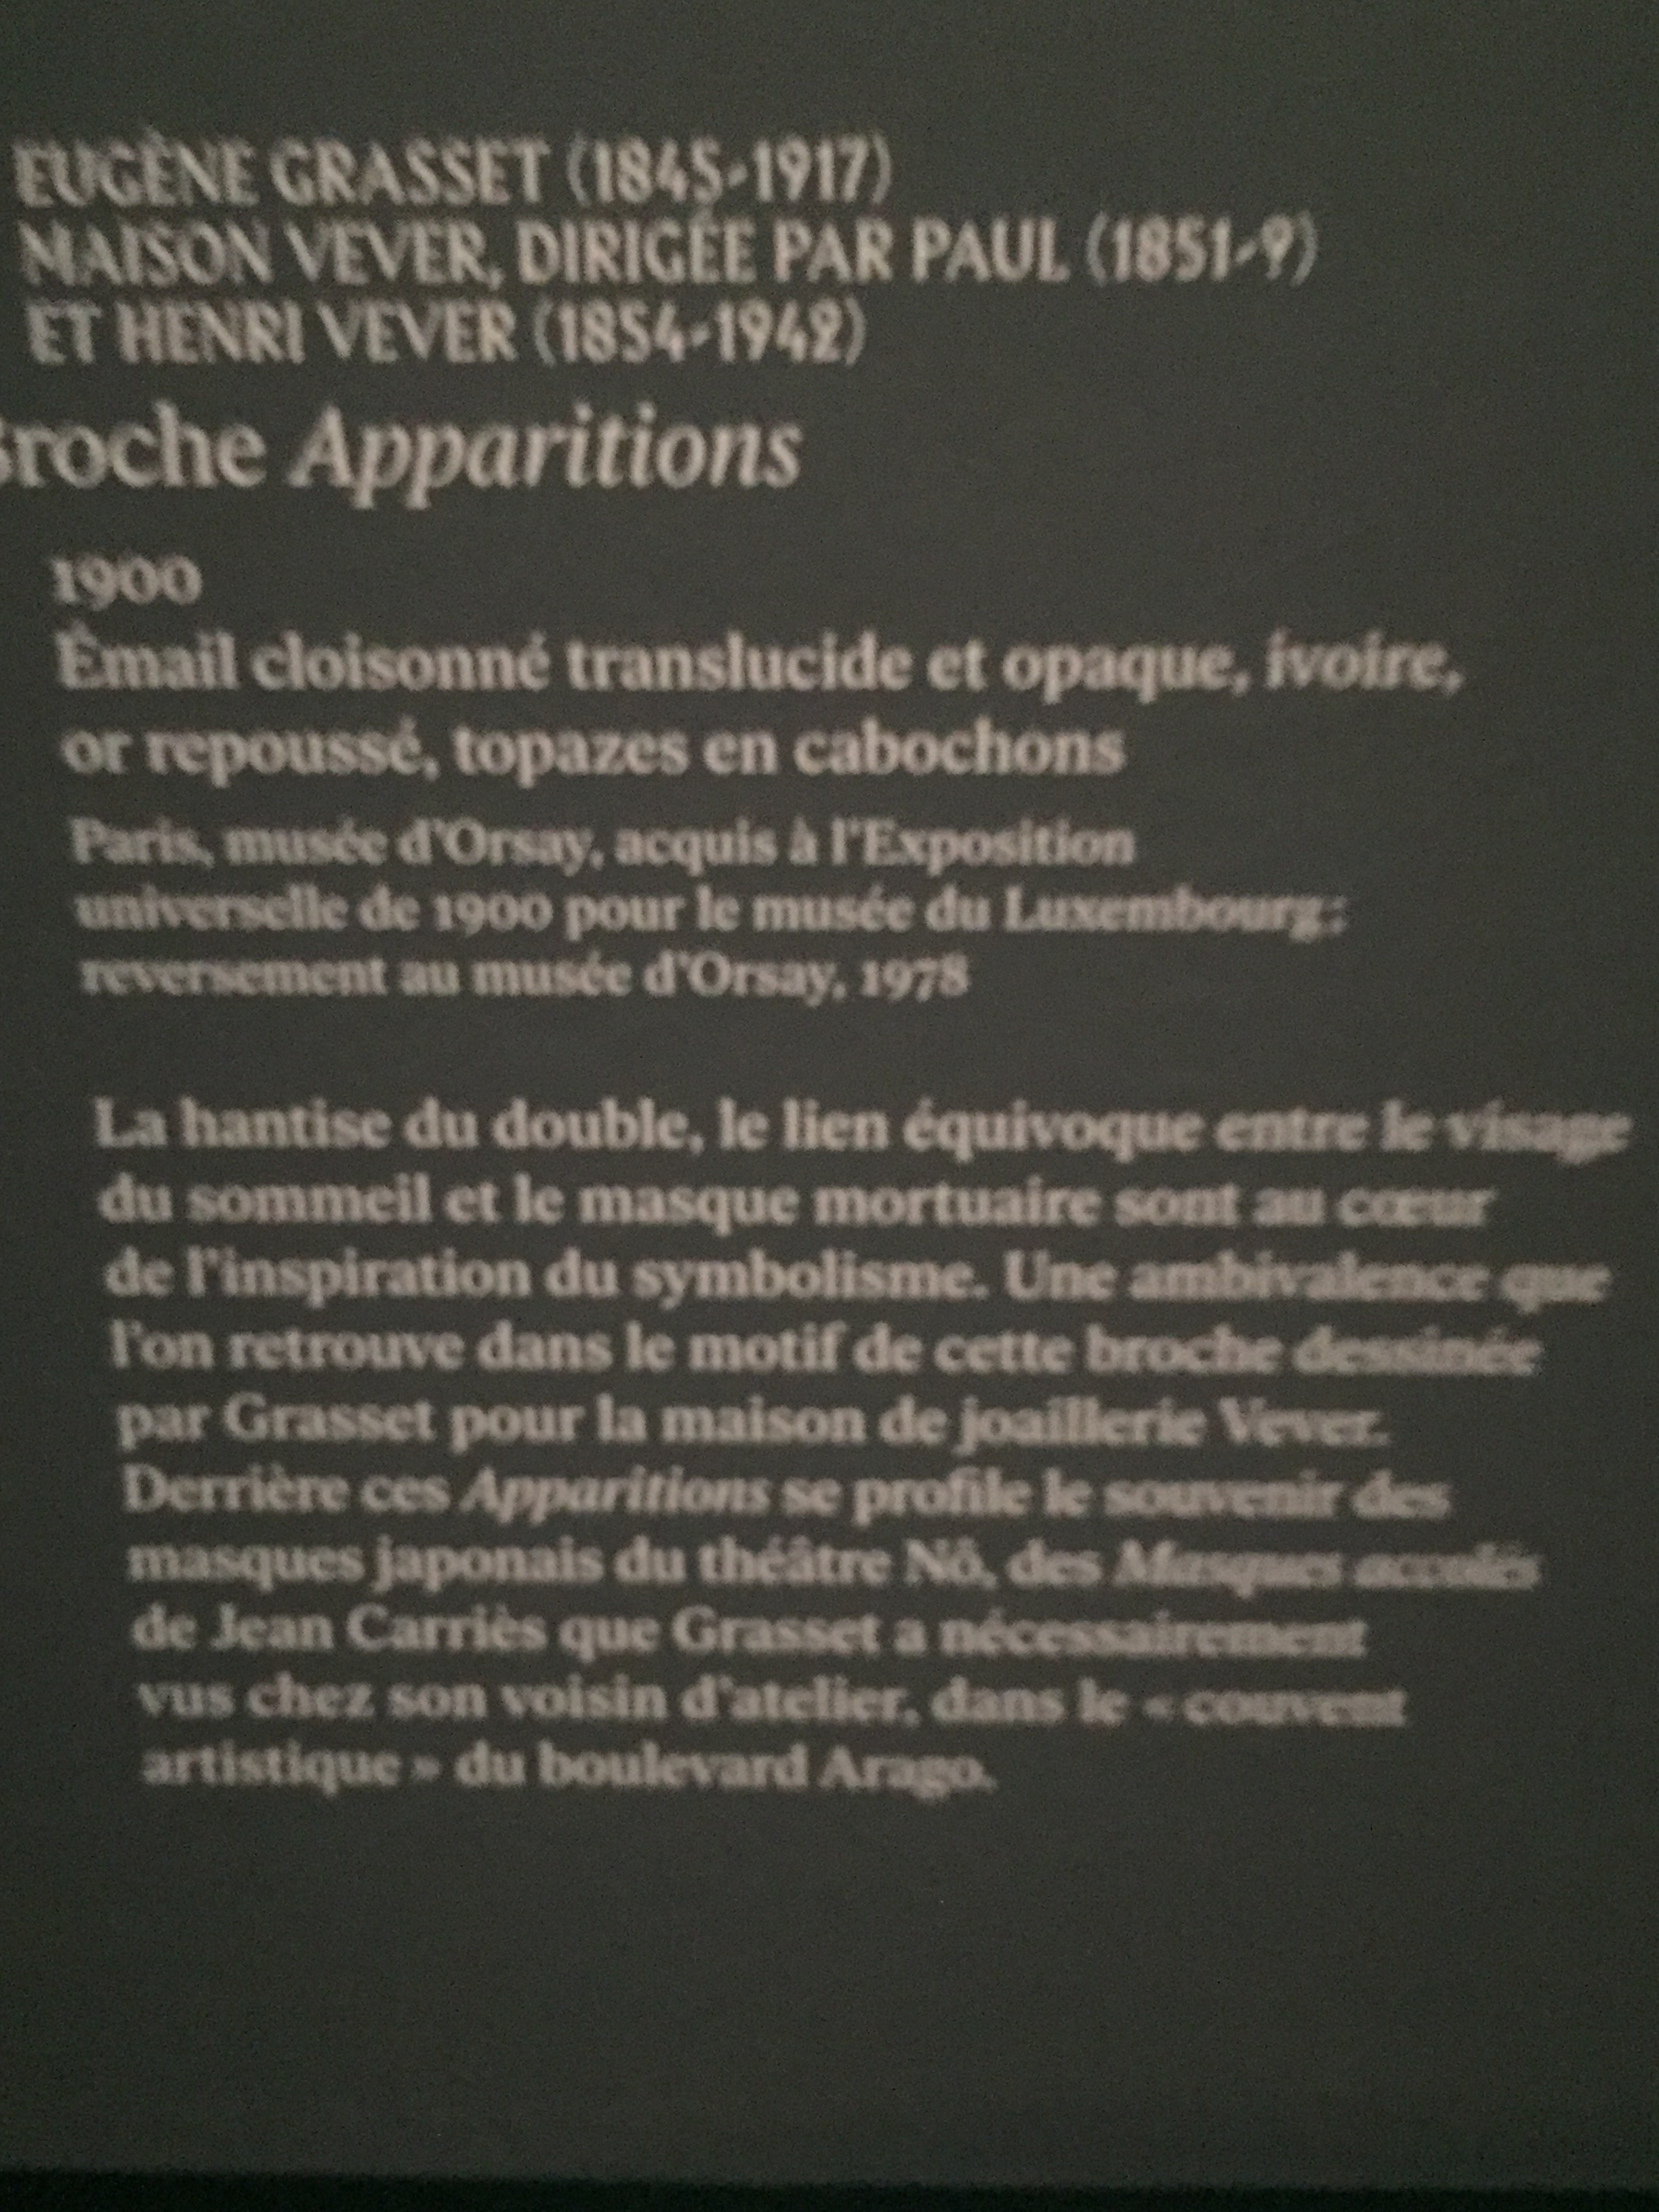 EUGÈNE GRASSET (1845-1917)
MAISON VEVER, DIRIGÉE PAR PAUL (1851-?)
ET HENRI VEVER (1854-1942)
Broche Apparitions
1900
Émail cloisonné translucide et opaque, ivoire,
or repoussé, topazes en cabochons
Paris, musée d'Orsay, acquis à l'Exposition
universelle de 1900 pour le musée du Luxembourg ;
reversement au musée d'Orsay, 1978
La hantise du double, le lien équivoque entre le visage
du sommeil et le masque mortuaire sont au cœur
de l'inspiration du symbolisme. Une ambivalence que
l'on retrouve dans le motif de cette broche dessinée
par Grasset pour la maison de joaillerie Vever.
Derrière ces Apparitions se profile le souvenir des
masques japonais du théâtre Nô, des Masques accolés
de Jean Carriès que Grasset a nécessairement
vus chez son voisin d'atelier, dans le « couvent
artistique » du boulevard Arago.